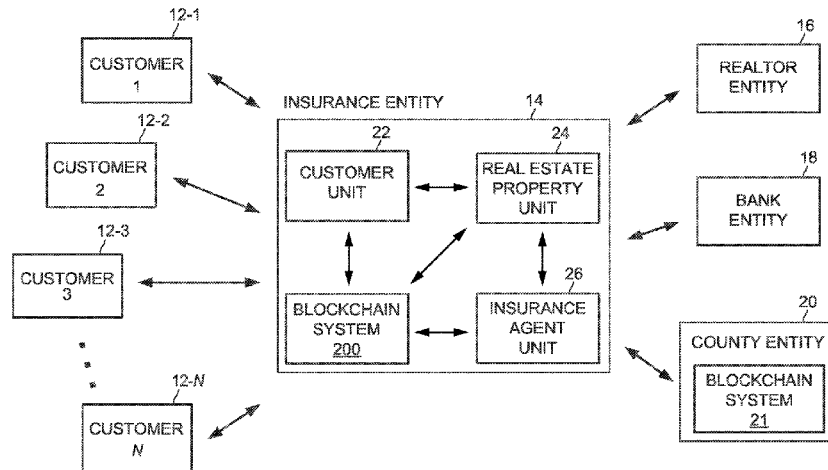 12-1
CUSTOMER
1
12-2
CUSTOMER
2
12-3
CUSTOMER
3
12-N
CUSTOMER
N
INSURANCE ENTITY
14
22
CUSTOMER
UNIT
24
REAL ESTATE
PROPERTY
UNIT
BLOCKCHAIN
SYSTEM
200
26
INSURANCE
AGENT
UNIT
16
REALTOR
ENTITY
18
BANK
ENTITY
20
COUNTY ENTITY
BLOCKCHAIN
SYSTEM
21